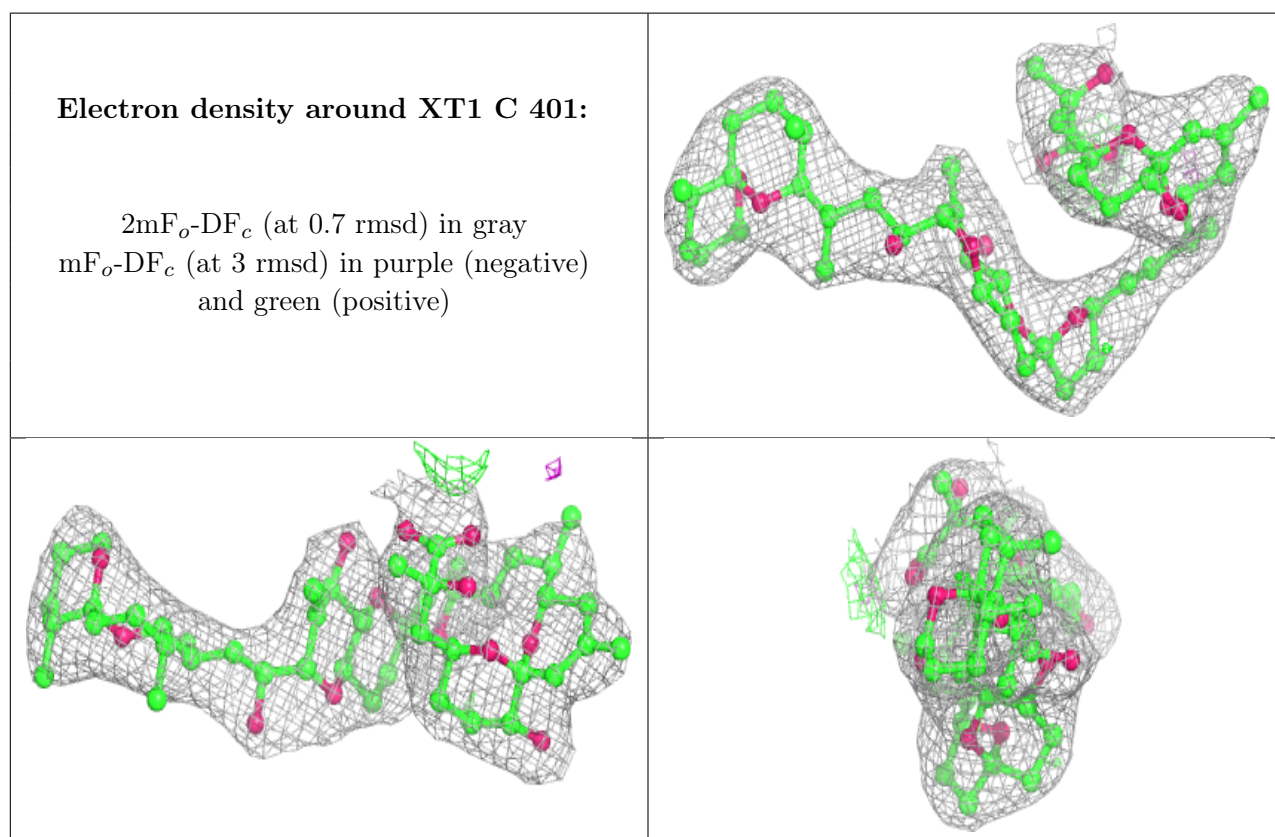 Electron density around XT1 C 401:
2mFₒ-DF𝒸 (at 0.7 rmsd) in gray
mFₒ-DF𝒸 (at 3 rmsd) in purple (negative)
and green (positive)